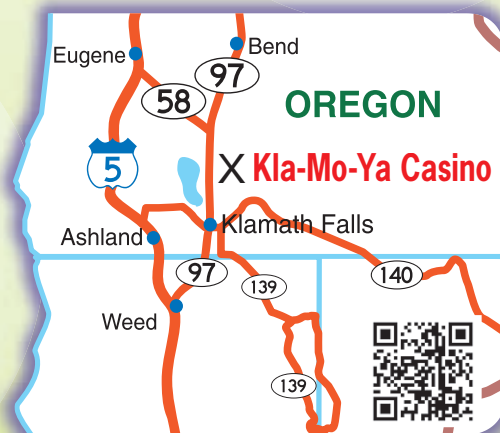 Eugene
Bend
97
58
OREGON
5
X Kla-Mo-Ya Casino
Klamath Falls
Ashland
97
139
140
Weed
139